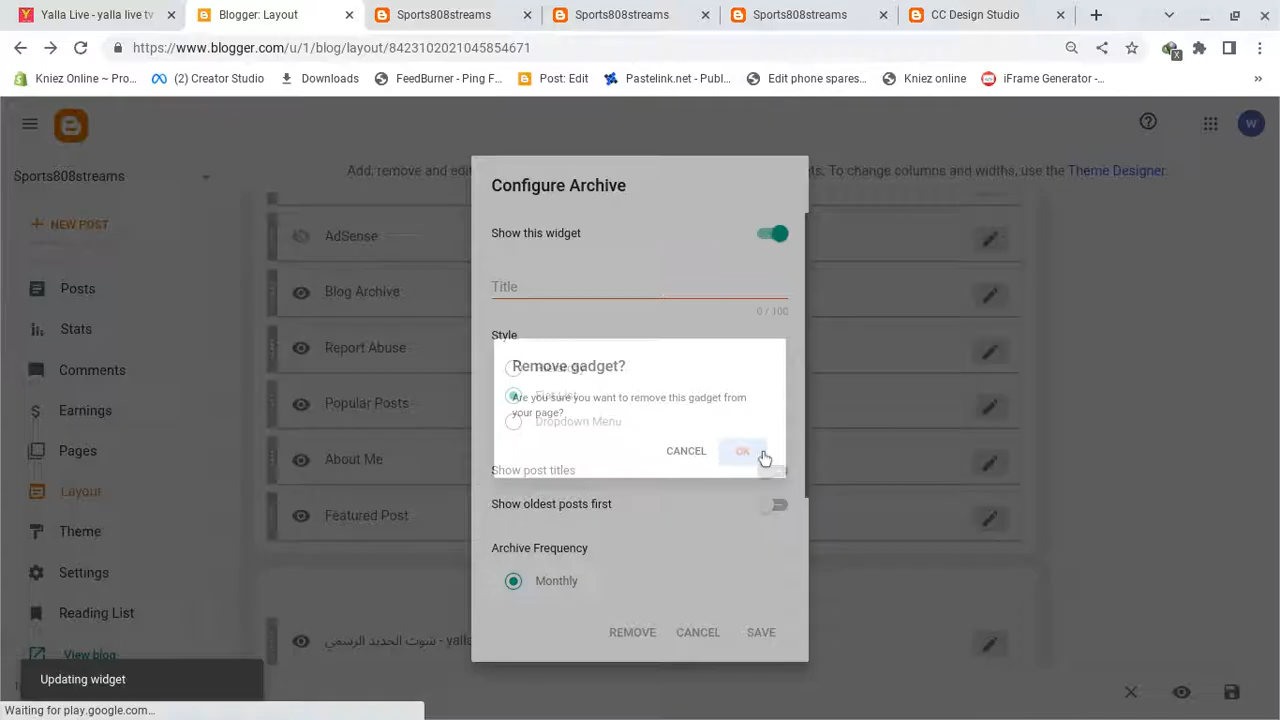 Yalla Live - yalla live tv
Blogger: Layout
Sports808streams
Sports808streams
Sports808streams
CC Design Studio
https://www.blogger.com/u/1/blog/layout/8423102021045854671
Kniez Online ~ Pro...
(2) Creator Studio
Downloads
FeedBurner - Ping F...
Post: Edit
Pastelink.net - Publ...
Edit phone spares...
Kniez online
iFrame Generator -...
W
Sports808streams
Add, remove and edit
ts. To change columns and widths, use the Theme Designer.
NEW POST
Posts
Stats
Comments
Earnings
Pages
Layout
Theme
Settings
Reading List
View blog
AdSense
Blog Archive
Report Abuse
Popular Posts
About Me
Featured Post
شوت الجديد الرسمي - yalla
Configure Archive
Show this widget
Title
0 / 100
Style
Remove gadget?
Are you sure you want to remove this gadget from
your page?
Dropdown Menu
CANCEL
OK
Show post titles
Show oldest posts first
Archive Frequency
Monthly
REMOVE
CANCEL
SAVE
Updating widget
Waiting for play.google.com...